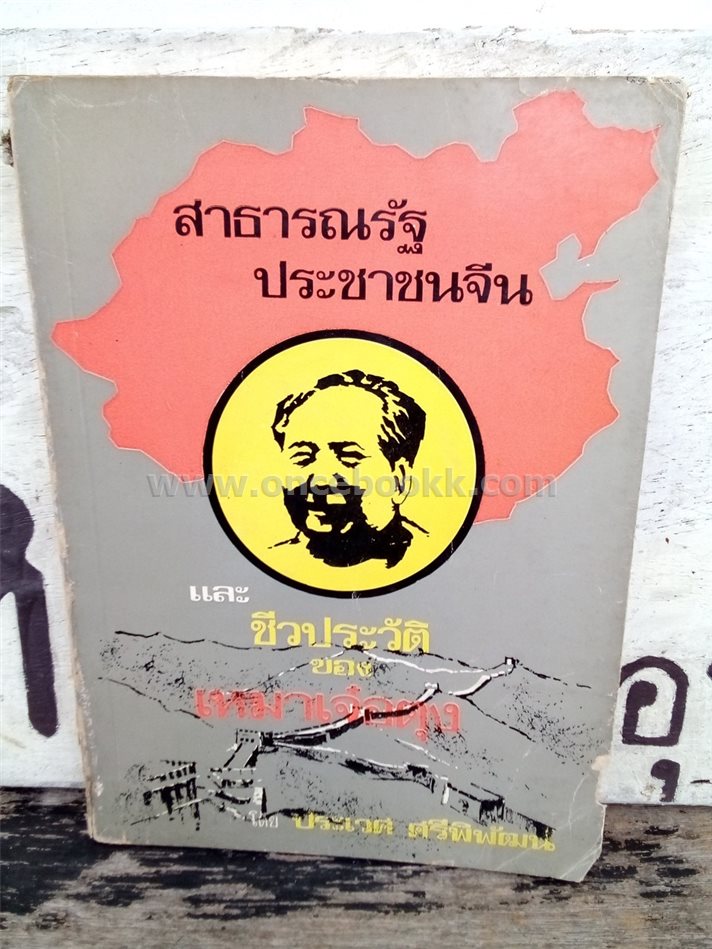 สาธารณรัฐ
ประชาชนจีน
www.oncebookk.com
และ
ชีวประวัติ
ของ
เหมาเจ๋อตุง
โดย ประเวศ ศรีพิพัฒน์